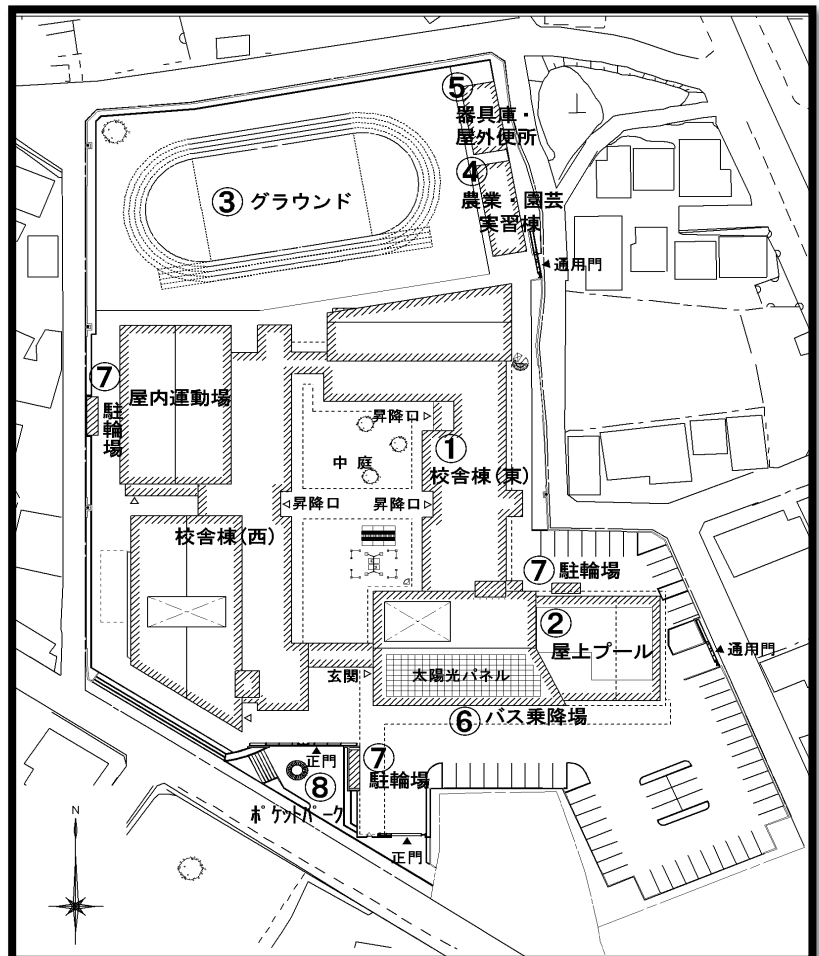 ⑤
器具庫・
屋外便所
④
農業・園芸
実習棟
③ グラウンド
通用門
⑦
駐輪場
屋内運動場
昇降口
①
校舎棟(東)
中庭
昇降口
昇降口
校舎棟(西)
⑦ 駐輪場
②
屋上プール
通用門
玄関
太陽光パネル
⑥ バス乗降場
正門
⑦
駐輪場
⑧
ポケットパーク
正門
N